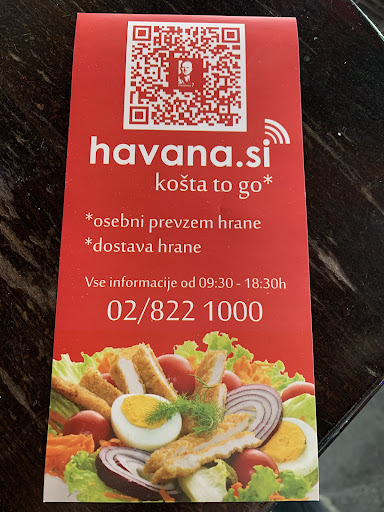 havana.si
košta to go*
*osebni prevzem hrane
*dostava hrane
Vse informacije od 09:30 - 18:30h
02/822 1000